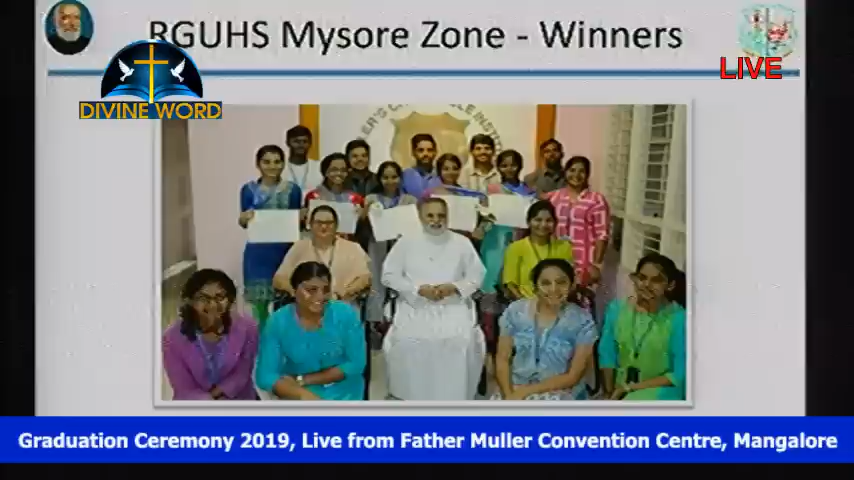 RGUHS Mysore Zone - Winners
LIVE
DIVINE WORD
Graduation Ceremony 2019, Live from Father Muller Convention Centre, Mangalore